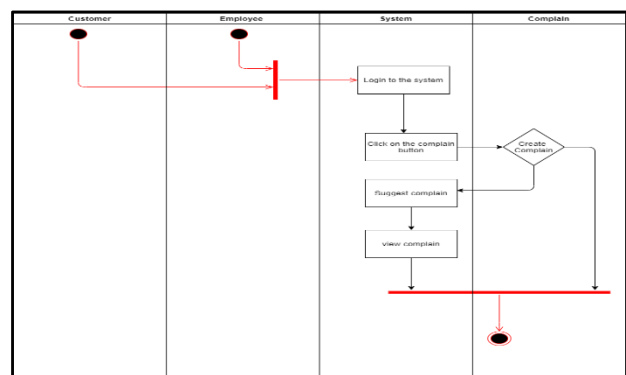 Customer
Employee
System
Complain
Login to the system
Click on the complain
button
Create
Complain
Suggest complain
view complain